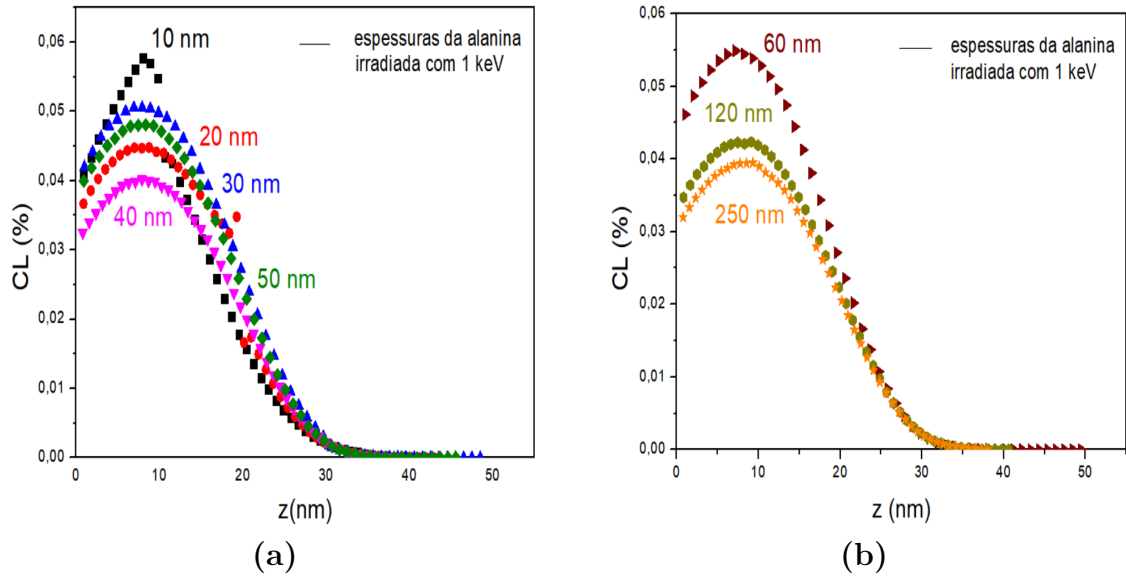 0,06
0,05
0,04
0,03
0,02
0,01
0,00
CL (%)
10 nm
20 nm
30 nm
40 nm
50 nm
espessuras da alanina
irradiada com 1 keV
0 10 20 30 40 50
z(nm)
(a)
0,06
0,05
0,04
0,03
0,02
0,01
0,00
CL (%)
60 nm
120 nm
250 nm
espessuras da alanina
irradiada com 1 keV
0 10 20 30 40 50
z (nm)
(b)